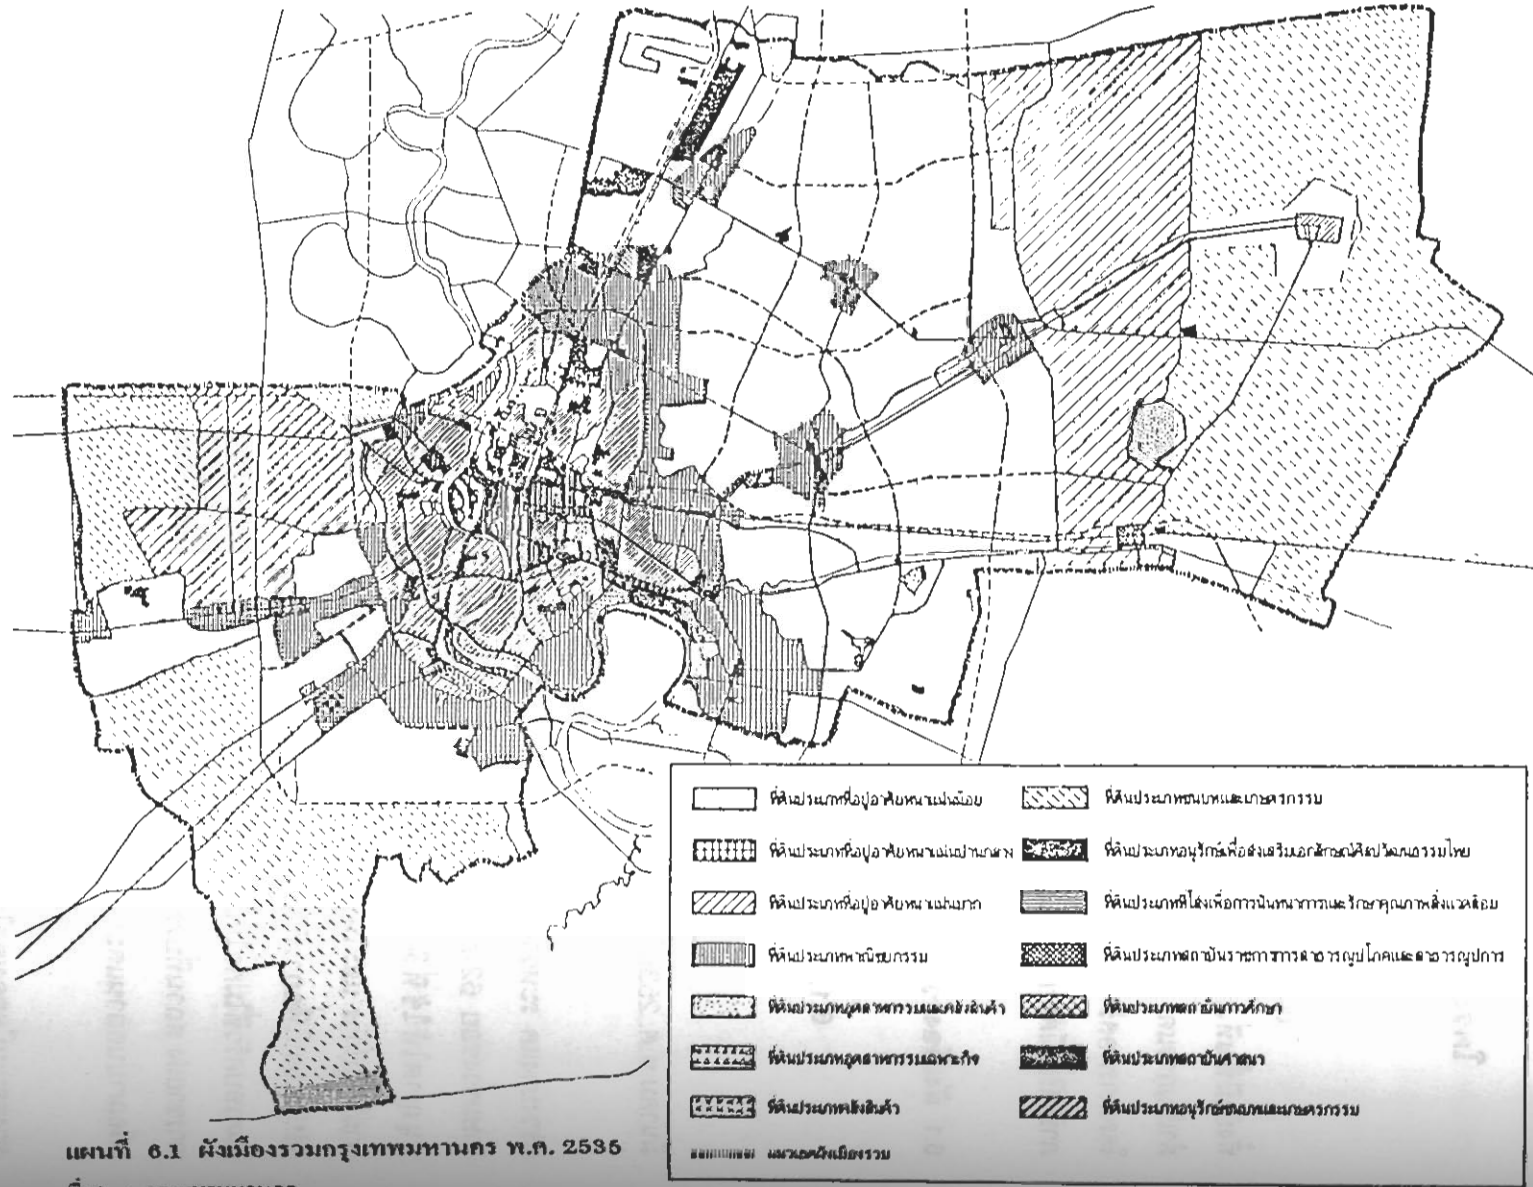 ที่ดินประเภทที่อยู่อาศัยหนาแน่นน้อย
ที่ดินประเภทที่อยู่อาศัยหนาแน่นปานกลาง
ที่ดินประเภทที่อยู่อาศัยหนาแน่นมาก
ที่ดินประเภทพาณิชยกรรม
ที่ดินประเภทอุตสาหกรรมและคลังสินค้า
ที่ดินประเภทอุตสาหกรรมเฉพาะกิจ
ที่ดินประเภทคลังสินค้า
แนวเขตผังเมืองรวม
ที่ดินประเภทชนบทและเกษตรกรรม
ที่ดินประเภทอนุรักษ์เพื่อส่งเสริมเอกลักษณ์ศิลปวัฒนธรรมไทย
ที่ดินประเภทที่โล่งเพื่อการนันทนาการและรักษาคุณภาพสิ่งแวดล้อม
ที่ดินประเภทสถาบันราชการการสาธารณูปโภคและสาธารณูปการ
ที่ดินประเภทสถาบันการศึกษา
ที่ดินประเภทสถาบันศาสนา
ที่ดินประเภทอนุรักษ์ชนบทและเกษตรกรรม
แผนที่ 6.1 ผังเมืองรวมกรุงเทพมหานคร พ.ศ. 2535